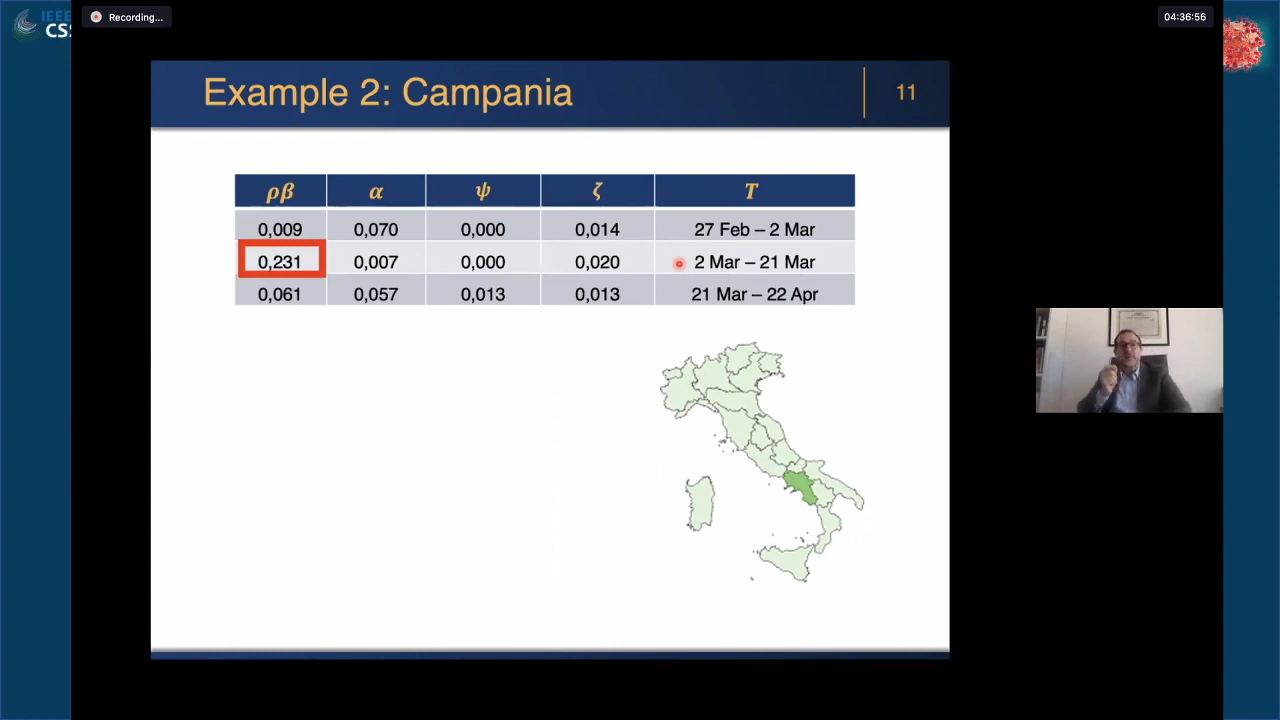 IEEE
CSS
Recording...
04:36:56
Example 2: Campania
11
ρβ α ψ ζ T
0,009 0,070 0,000 0,014 27 Feb – 2 Mar
0,231 0,007 0,000 0,020 2 Mar – 21 Mar
0,061 0,057 0,013 0,013 21 Mar – 22 Apr